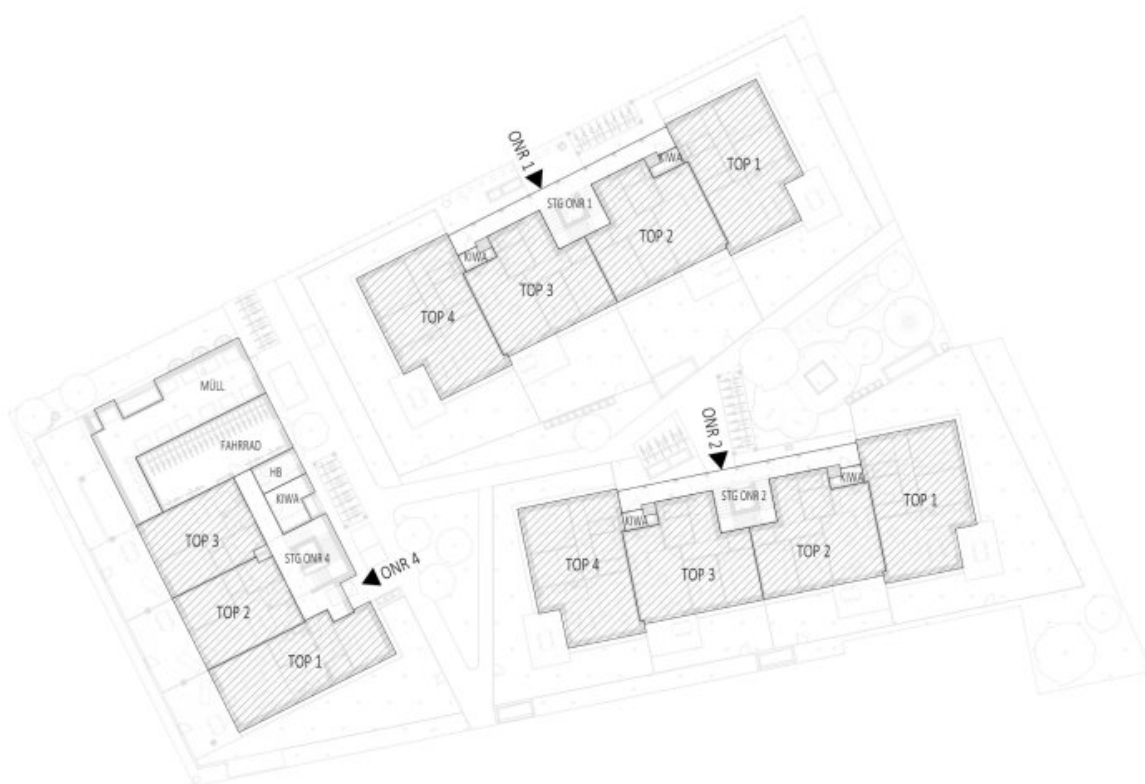 ONR 1
KIWA
TOP 1
STG ONR 1
TOP 2
KIWA
TOP 3
TOP 4
MÜLL
FAHRRAD
HB
KIWA
TOP 3
STG ONR 4
ONR 4
TOP 2
TOP 1
ONR 2
KIWA
TOP 1
STG ONR 2
KIWA
TOP 2
TOP 3
TOP 4